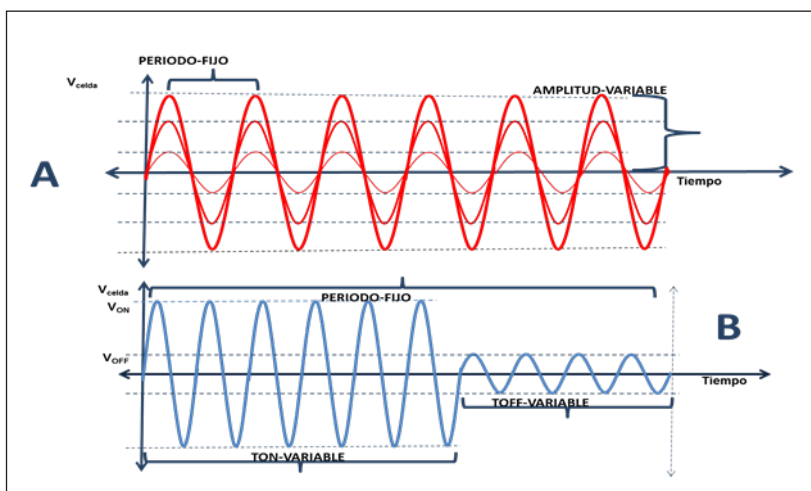 PERIODO-FIJO
Vcelda
AMPLITUD-VARIABLE
A
Tiempo
Vcelda
PERIODO-FIJO
VON
B
VOFF
Tiempo
TOFF-VARIABLE
TON-VARIABLE